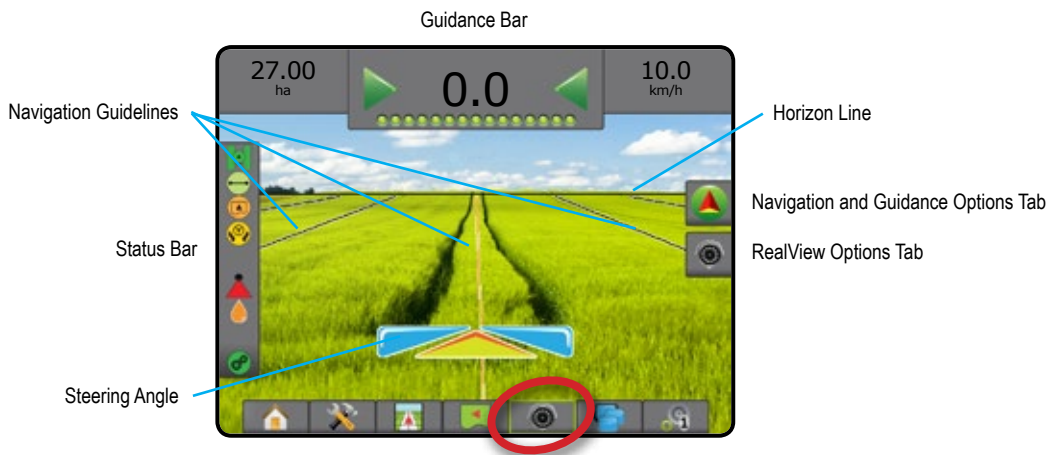 Guidance Bar
27.00
ha
0.0
10.0
km/h
Navigation Guidelines
Horizon Line
Navigation and Guidance Options Tab
Status Bar
RealView Options Tab
Steering Angle
1